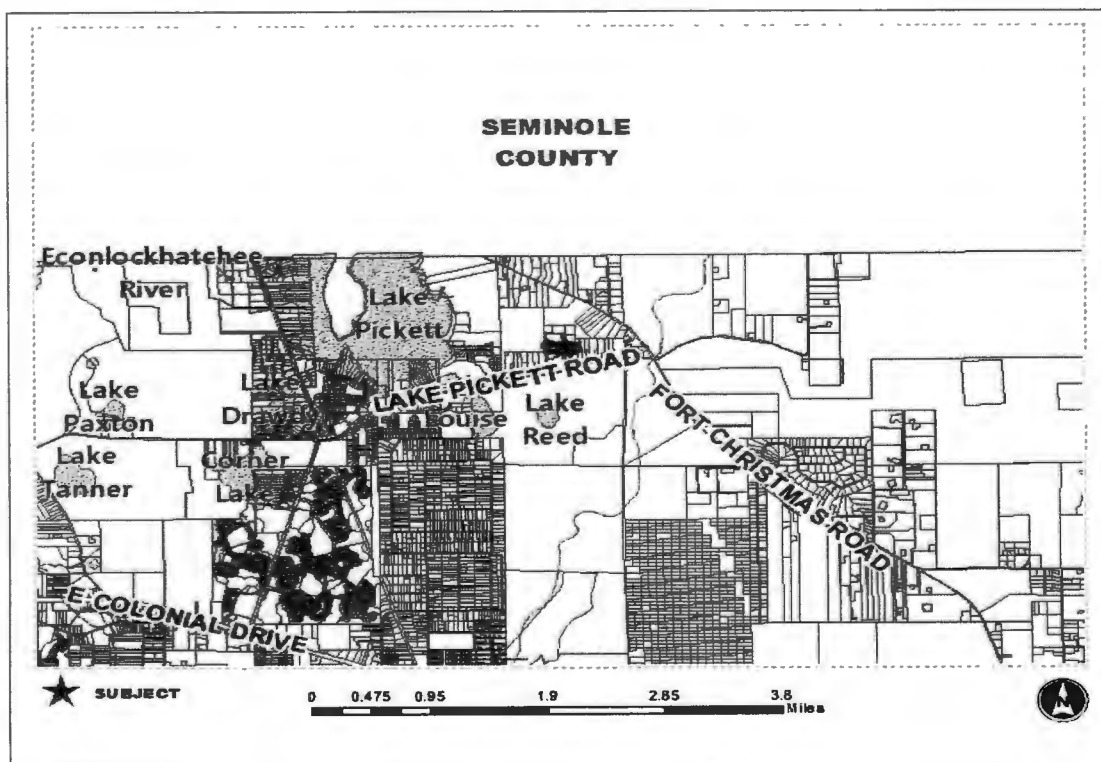 SEMINOLE
COUNTY
Econlockhatchee
River
Lake
Pickett
LAKE PICKETT ROAD
Lake
Paxton
Lake
Louise
Lake
Reed
FORT CHRISTMAS ROAD
Lake
Tanner
Corner
Lake
E COLONIAL DRIVE
SUBJECT
0 0.475 0.95 1.9 2.85 3.8
Miles
N